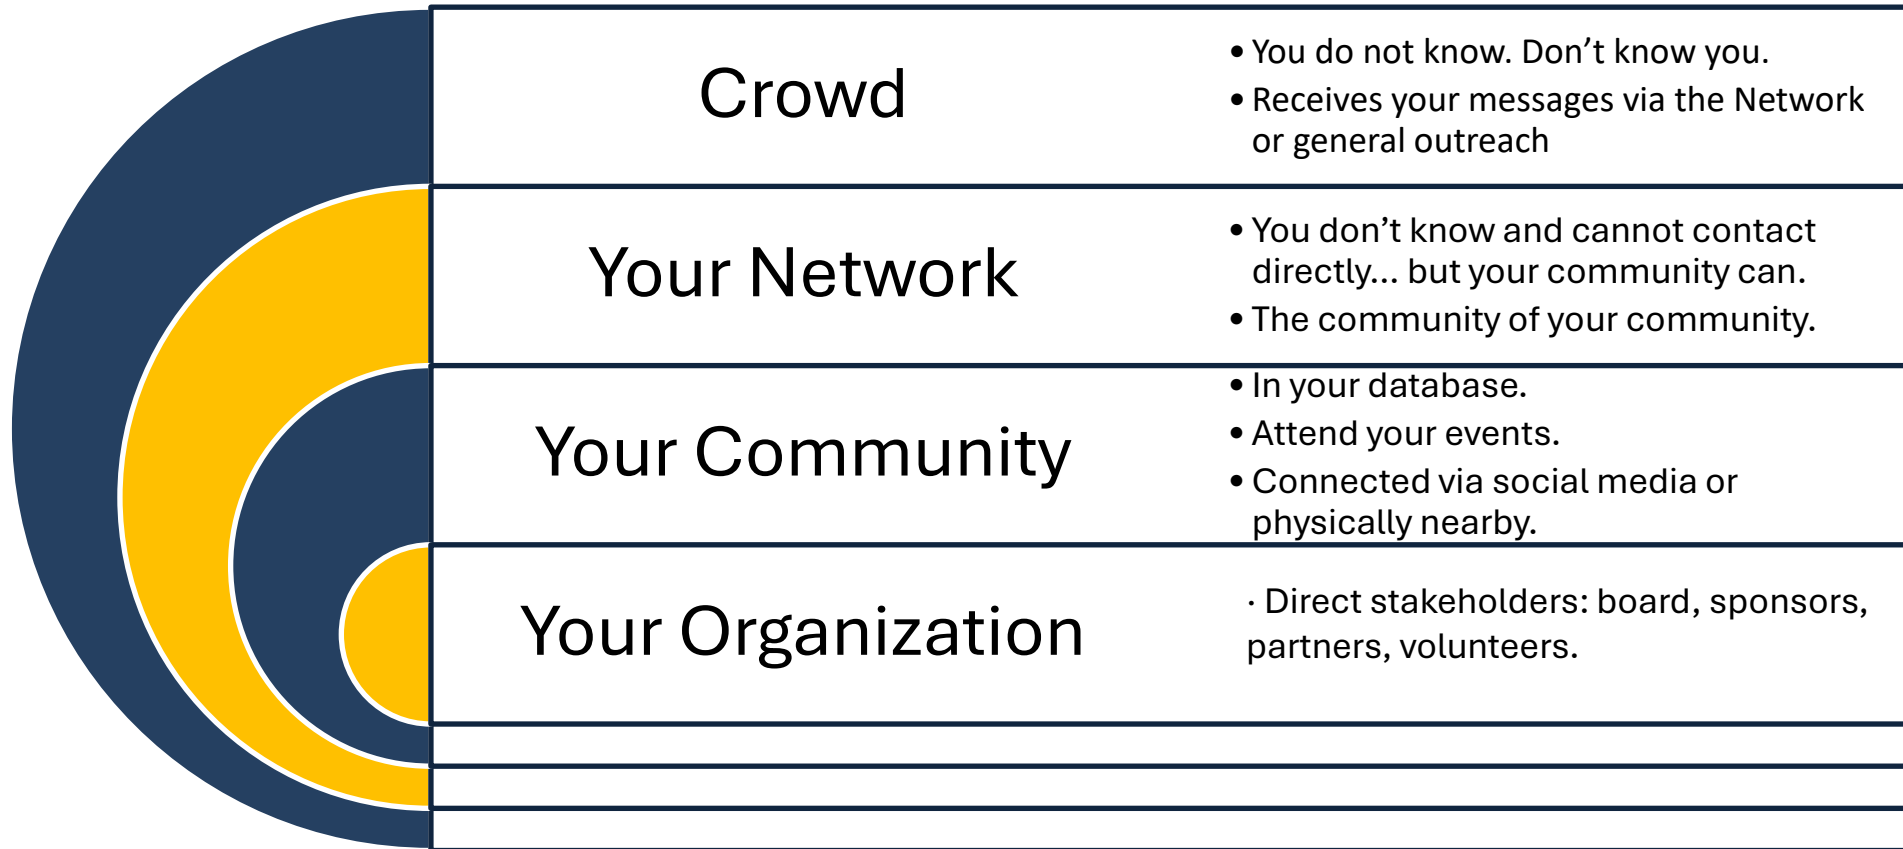 Crowd
• You do not know. Don’t know you.
• Receives your messages via the Network
or general outreach
Your Network
• You don’t know and cannot contact
directly... but your community can.
• The community of your community.
Your Community
• In your database.
• Attend your events.
• Connected via social media or
physically nearby.
Your Organization
· Direct stakeholders: board, sponsors,
partners, volunteers.